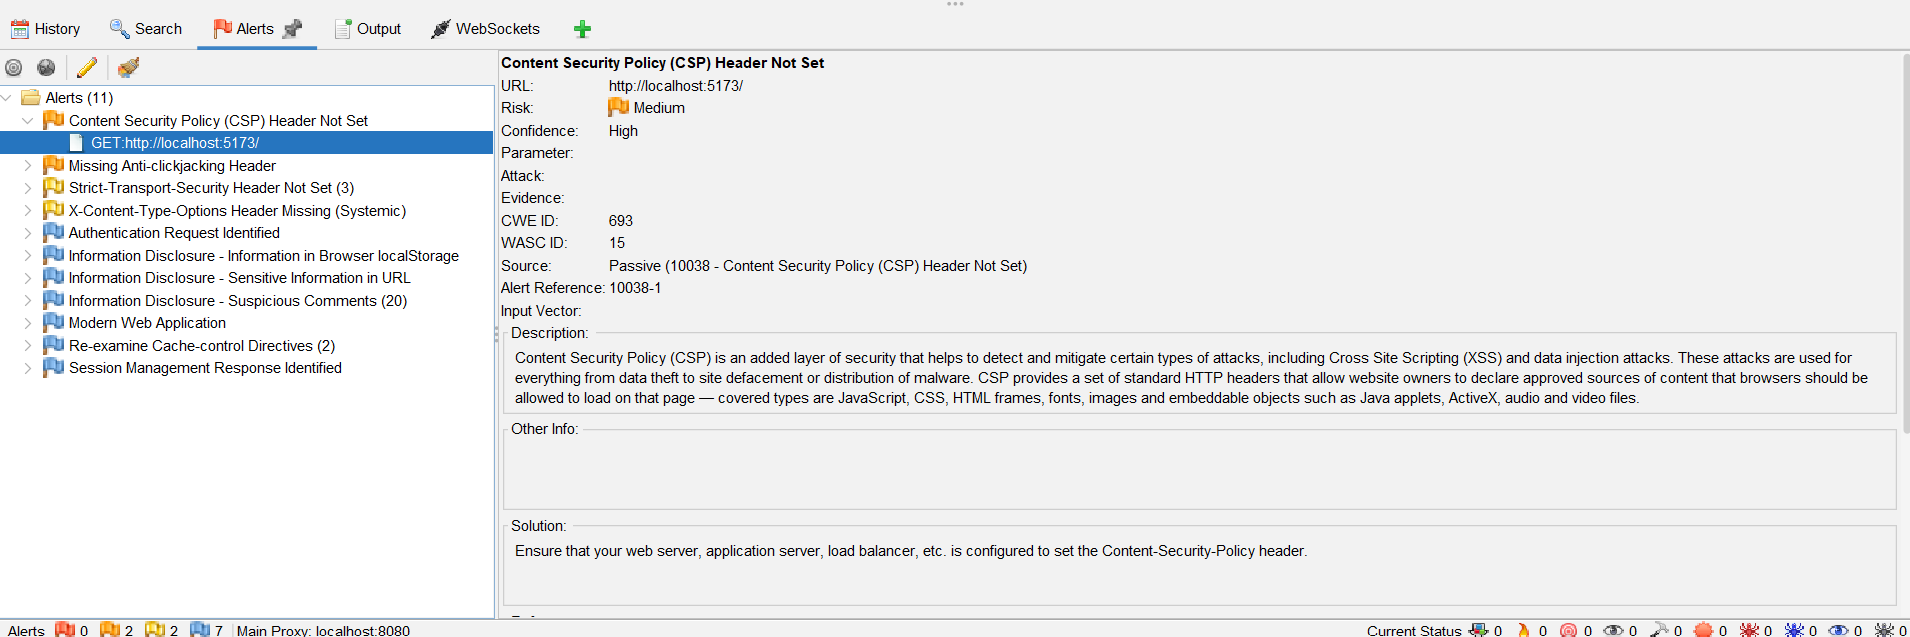 History Search Alerts Output WebSockets
Alerts (11)
Content Security Policy (CSP) Header Not Set
GET:http://localhost:5173/
Missing Anti-clickjacking Header
Strict-Transport-Security Header Not Set (3)
X-Content-Type-Options Header Missing (Systemic)
Authentication Request Identified
Information Disclosure - Information in Browser localStorage
Information Disclosure - Sensitive Information in URL
Information Disclosure - Suspicious Comments (20)
Modern Web Application
Re-examine Cache-control Directives (2)
Session Management Response Identified
Content Security Policy (CSP) Header Not Set
URL: http://localhost:5173/
Risk: Medium
Confidence: High
Parameter:
Attack:
Evidence:
CWE ID: 693
WASC ID: 15
Source: Passive (10038 - Content Security Policy (CSP) Header Not Set)
Alert Reference: 10038-1
Input Vector:
Description:
Content Security Policy (CSP) is an added layer of security that helps to detect and mitigate certain types of attacks, including Cross Site Scripting (XSS) and data injection attacks. These attacks are used for
everything from data theft to site defacement or distribution of malware. CSP provides a set of standard HTTP headers that allow website owners to declare approved sources of content that browsers should be
allowed to load on that page — covered types are JavaScript, CSS, HTML frames, fonts, images and embeddable objects such as Java applets, ActiveX, audio and video files.
Other Info:
Solution:
Ensure that your web server, application server, load balancer, etc. is configured to set the Content-Security-Policy header.
Alerts 0 2 2 7 Main Proxy: localhost:8080 Current Status 0 0 0 0 0 0 0 0 0 0